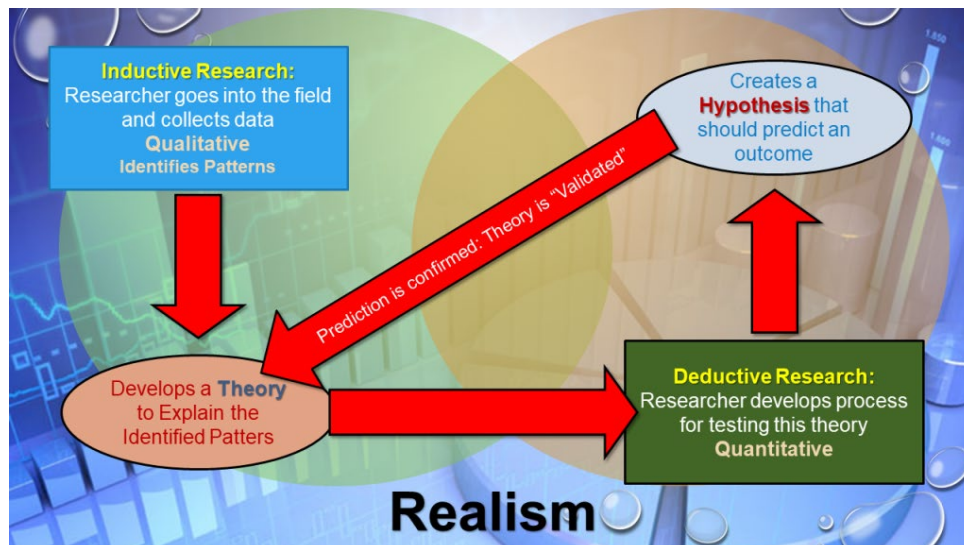 Inductive Research:
Researcher goes into the field
and collects data
Qualitative
Identifies Patterns
Creates a
Hypothesis that
should predict an
outcome
Prediction is confirmed: Theory is “Validated”
Develops a Theory
to Explain the
Identified Patters
Deductive Research:
Researcher develops process
for testing this theory
Quantitative
Realism
1.850